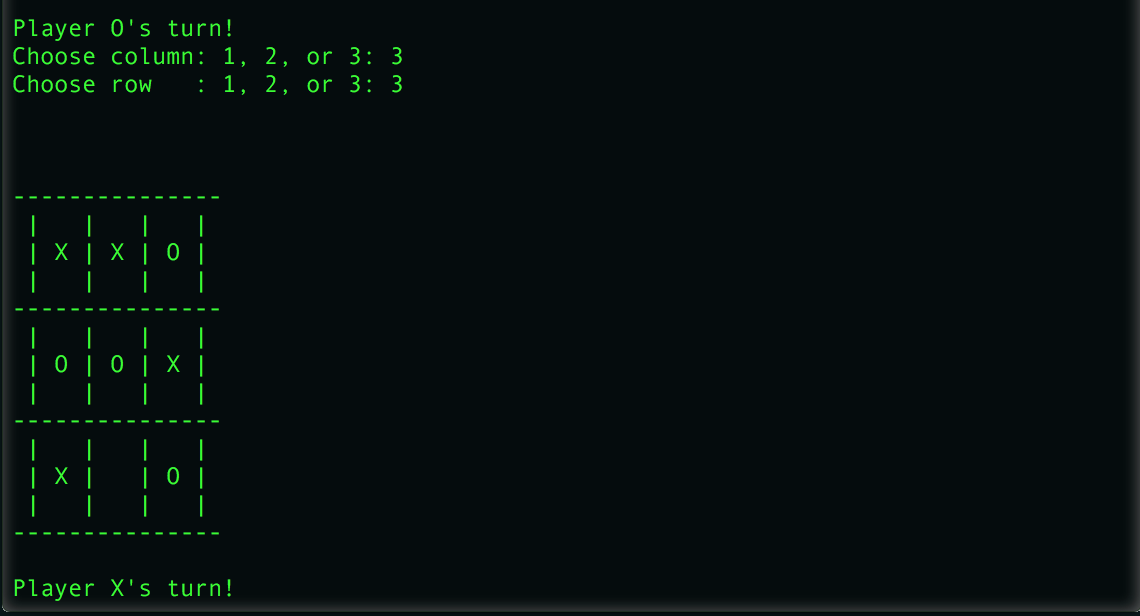 Player O's turn!
Choose column: 1, 2, or 3: 3
Choose row   : 1, 2, or 3: 3
---------------
 |   |   |   |
 | X | X | O |
 |   |   |   |
---------------
 |   |   |   |
 | O | O | X |
 |   |   |   |
---------------
 |   |   |   |
 | X |   | O |
 |   |   |   |
---------------
Player X's turn!